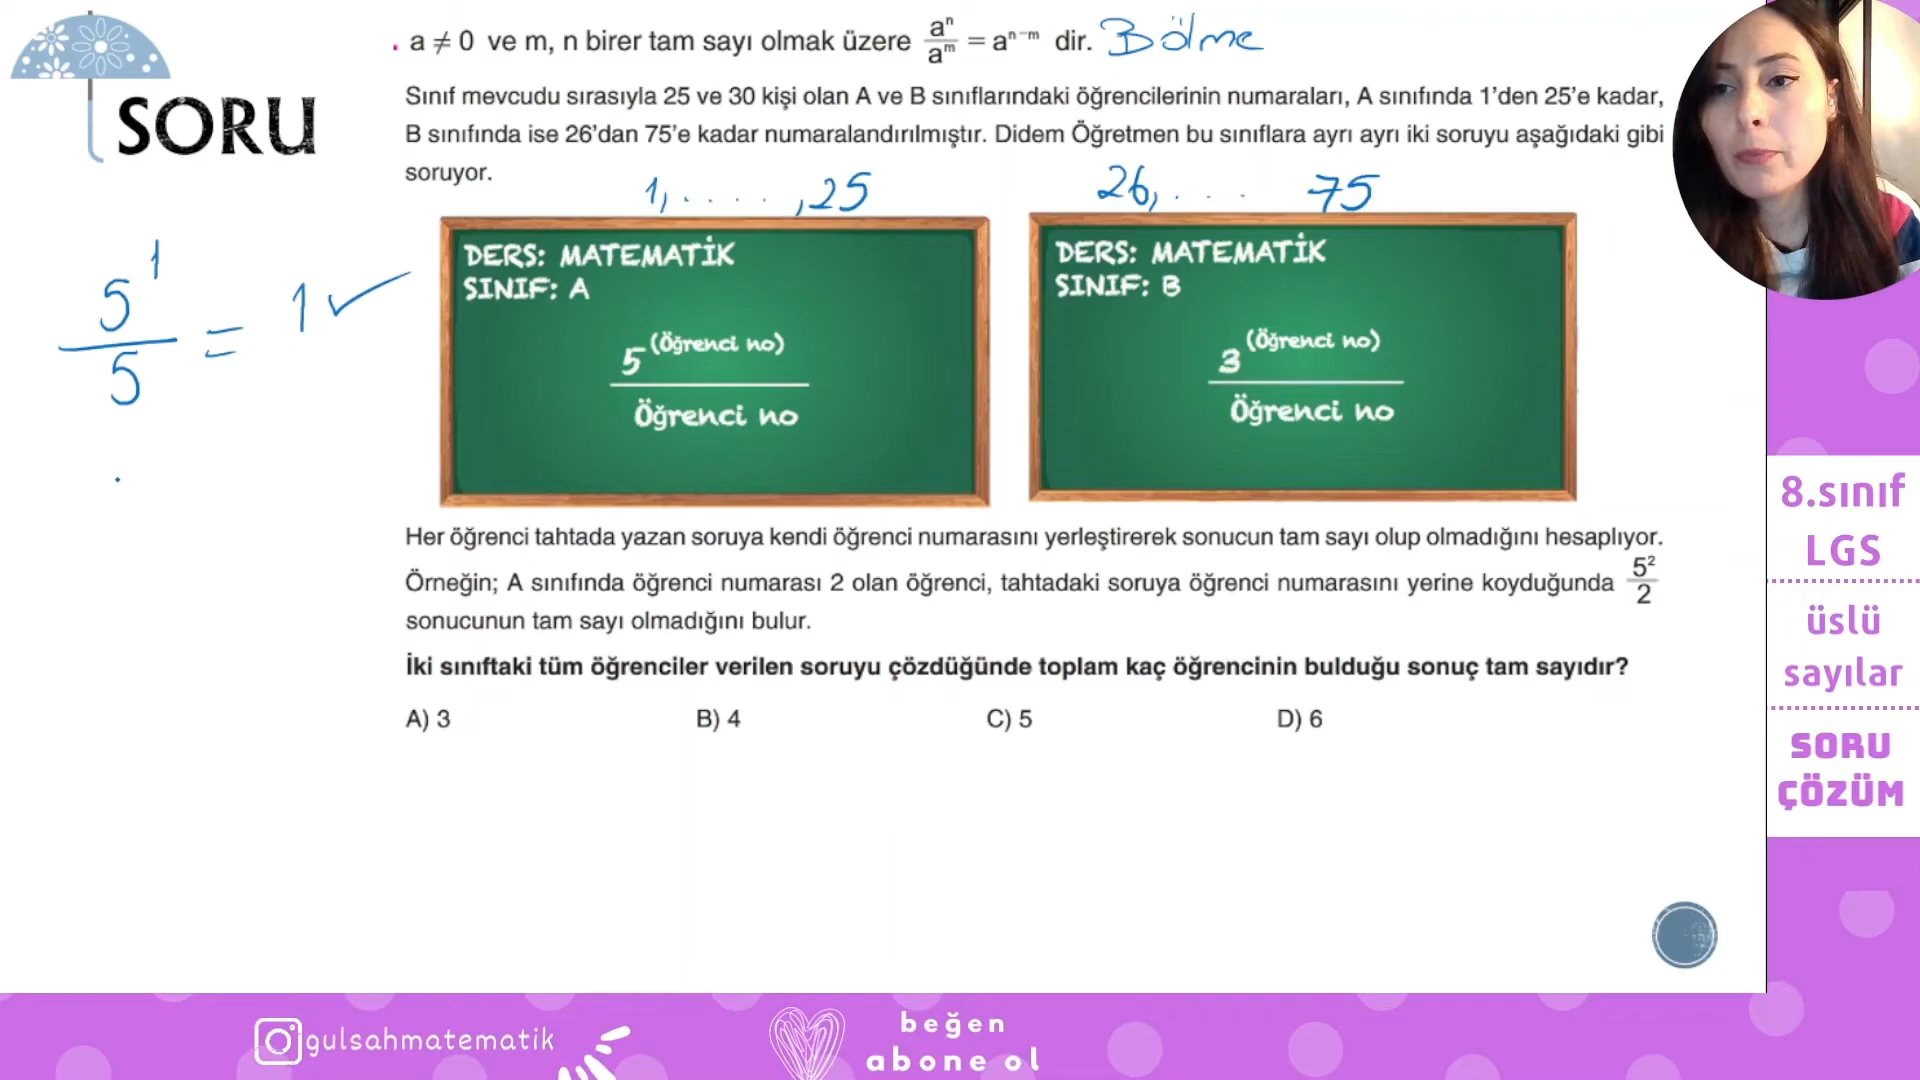 SORU
. a ≠ 0 ve m, n birer tam sayı olmak üzere aⁿ/aᵐ = aⁿ⁻ᵐ dir. Bölme
Sınıf mevcudu sırasıyla 25 ve 30 kişi olan A ve B sınıflarındaki öğrencilerinin numaraları, A sınıfında 1’den 25’e kadar,
B sınıfında ise 26’dan 75’e kadar numaralandırılmıştır. Didem Öğretmen bu sınıflara ayrı ayrı iki soruyu aşağıdaki gibi
soruyor.
1, . . . . . ,25
26, . . . 75
5¹/5 = 1 ✓
DERS: MATEMATİK
SINIF: A
5^(Öğrenci no)
Öğrenci no
DERS: MATEMATİK
SINIF: B
3^(Öğrenci no)
Öğrenci no
Her öğrenci tahtada yazan soruya kendi öğrenci numarasını yerleştirerek sonucun tam sayı olup olmadığını hesaplıyor.
Örneğin; A sınıfında öğrenci numarası 2 olan öğrenci, tahtadaki soruya öğrenci numarasını yerine koyduğunda 5²/2
sonucunun tam sayı olmadığını bulur.
İki sınıftaki tüm öğrenciler verilen soruyu çözdüğünde toplam kaç öğrencinin bulduğu sonuç tam sayıdır?
A) 3 B) 4 C) 5 D) 6
8.sınıf
LGS
üslü
sayılar
SORU
ÇÖZÜM
gulsahmatematik
beğen
abone ol